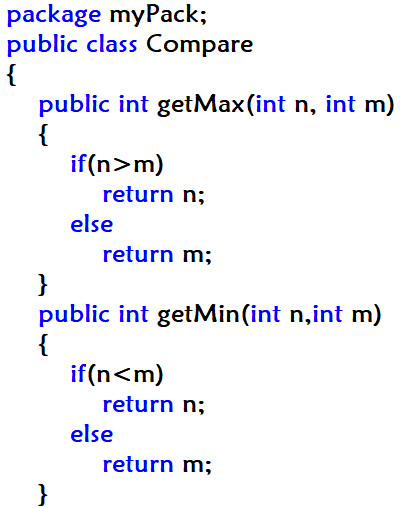 package myPack;
public class Compare
{
public int getMax(int n, int m)
{
if(n>m)
return n;
else
return m;
}
public int getMin(int n,int m)
{
if(n<m)
return n;
else
return m;
}